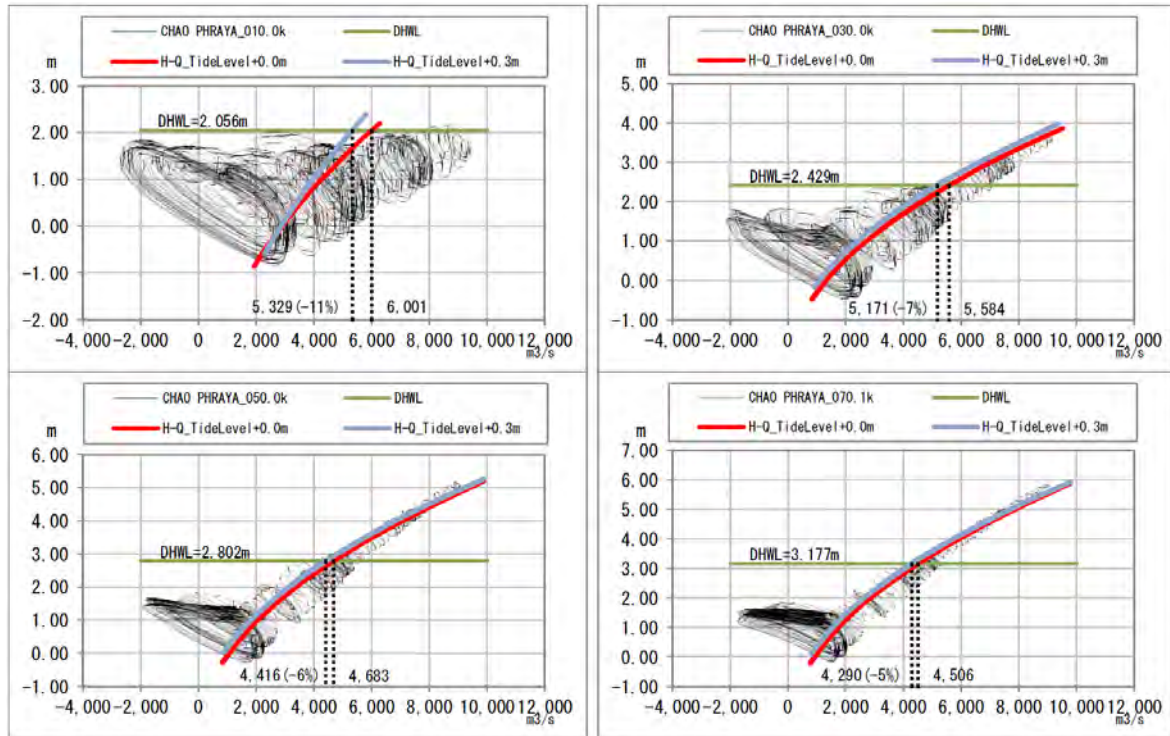 CHAO PHRAYA_010.0k DHWL
H-Q_TideLevel+0.0m H-Q_TideLevel+0.3m
m
3.00
DHWL=2.056m
2.00
1.00
0.00
-1.00
5,329(-11%) 6,001
-2.00
-4,000 -2,000 0 2,000 4,000 6,000 8,000 10,000 12,000
m3/s
CHAO PHRAYA_030.0k DHWL
H-Q_TideLevel+0.0m H-Q_TideLevel+0.3m
m
5.00
4.00
3.00
DHWL=2.429m
2.00
1.00
0.00
5,171(-7%) 5,584
-1.00
-4,000 -2,000 0 2,000 4,000 6,000 8,000 10,000 12,000
m3/s
CHAO PHRAYA_050.0k DHWL
H-Q_TideLevel+0.0m H-Q_TideLevel+0.3m
m
6.00
5.00
4.00
3.00
DHWL=2.802m
2.00
1.00
0.00
4,416(-6%) 4,683
-1.00
-4,000 -2,000 0 2,000 4,000 6,000 8,000 10,000 12,000
m3/s
CHAO PHRAYA_070.1k DHWL
H-Q_TideLevel+0.0m H-Q_TideLevel+0.3m
m
7.00
6.00
5.00
4.00
DHWL=3.177m
3.00
2.00
1.00
0.00
4,290(-5%) 4,506
-1.00
-4,000 -2,000 0 2,000 4,000 6,000 8,000 10,000 12,000
m3/s